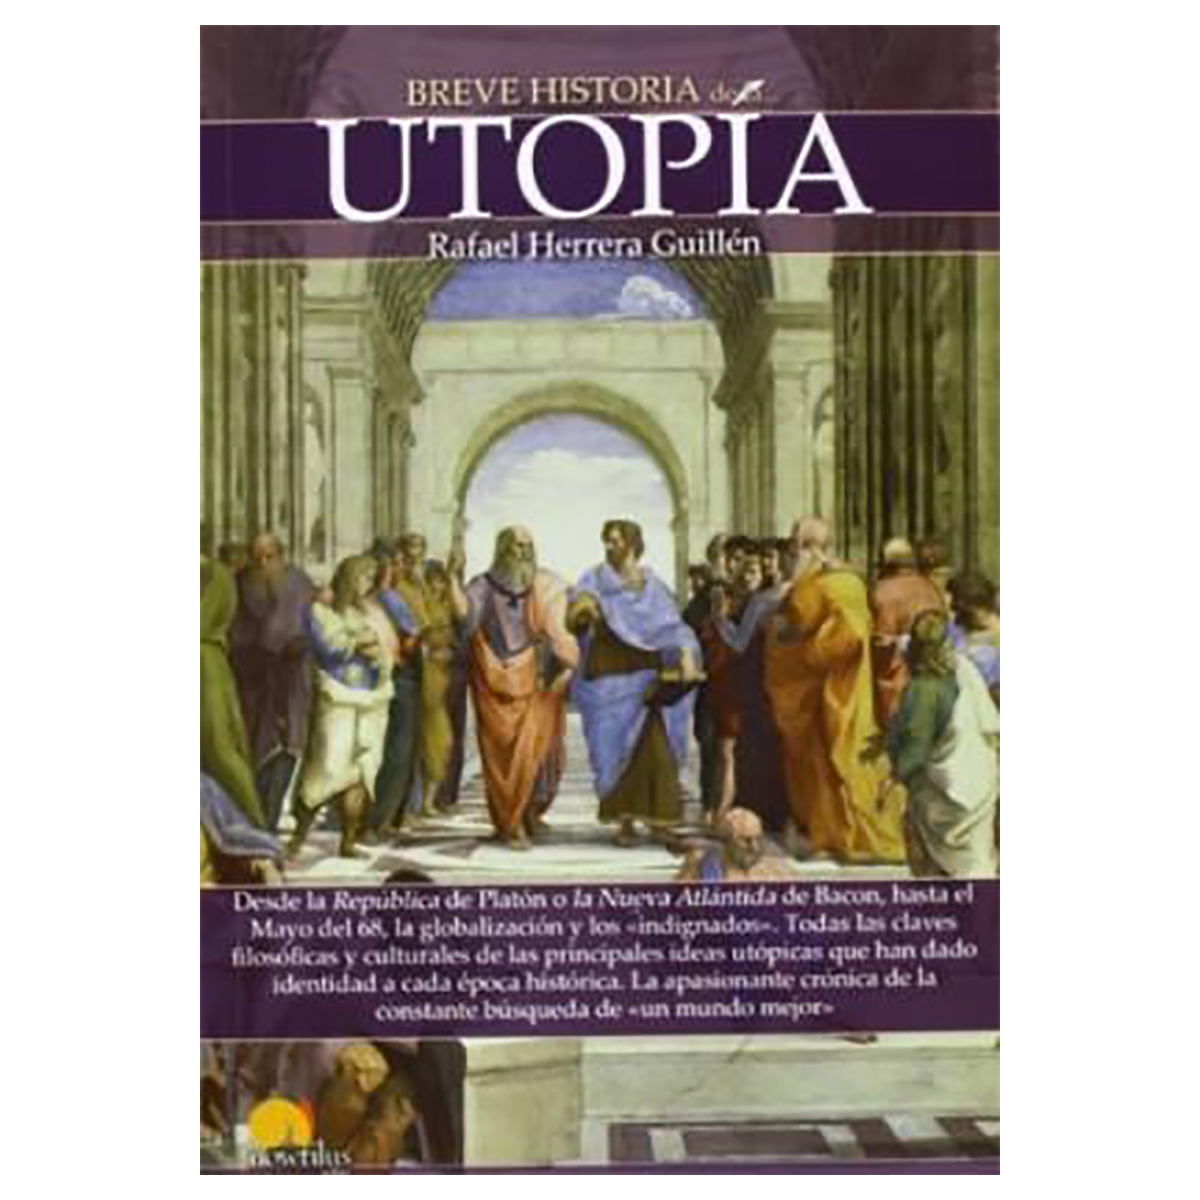 BREVE HISTORIA de la...
UTOPÍA
Rafael Herrera Guillén
Desde la República de Platón o la Nueva Atlántida de Bacon, hasta el
Mayo del 68, la globalización y los «indignados». Todas las claves
filosóficas y culturales de las principales ideas utópicas que han dado
identidad a cada época histórica. La apasionante crónica de la
constante búsqueda de «un mundo mejor»
nowtilus